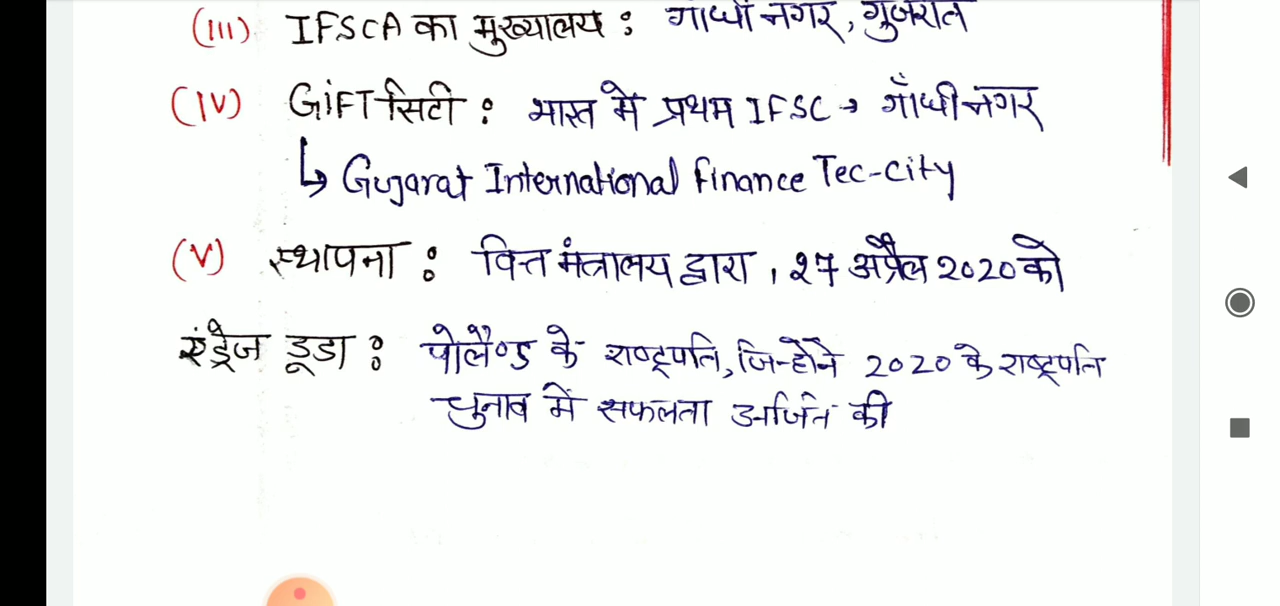 (III) IFSCA का मुख्यालय : गाँधी नगर, गुजरात
(IV) GiFT सिटी : भारत में प्रथम IFSC → गाँधीनगर
↳ Gujarat International Finance Tec-city
(V) स्थापना : वित्त मंत्रालय द्वारा, 27 अप्रैल 2020 को
एंड्रेज डूडा : पोलैण्ड के राष्ट्रपति, जिन्होंने 2020 के राष्ट्रपति
चुनाव में सफलता अर्जित की